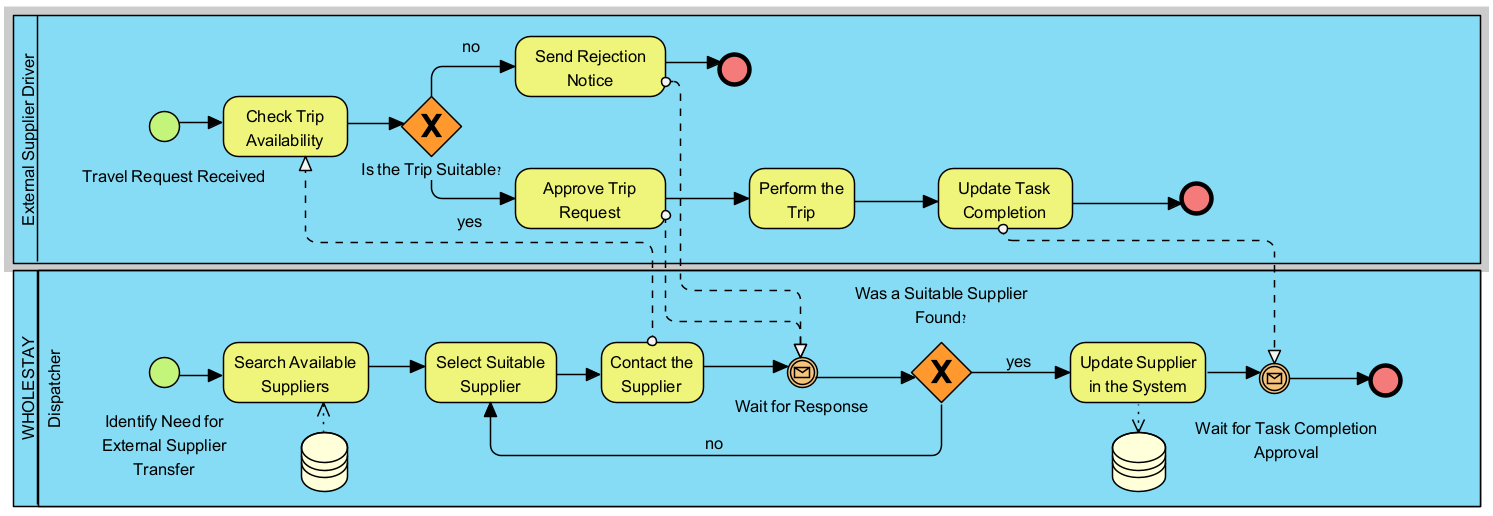 External Supplier Driver
no
Send Rejection
Notice
Check Trip
Availability
X
Travel Request Received
Is the Trip Suitable?
yes
Approve Trip
Request
Perform the
Trip
Update Task
Completion
WHOLESTAY
Dispatcher
Identify Need for
External Supplier
Transfer
Search Available
Suppliers
Select Suitable
Supplier
Contact the
Supplier
Wait for Response
Was a Suitable Supplier
Found?
X
yes
no
Update Supplier
in the System
Wait for Task Completion
Approval